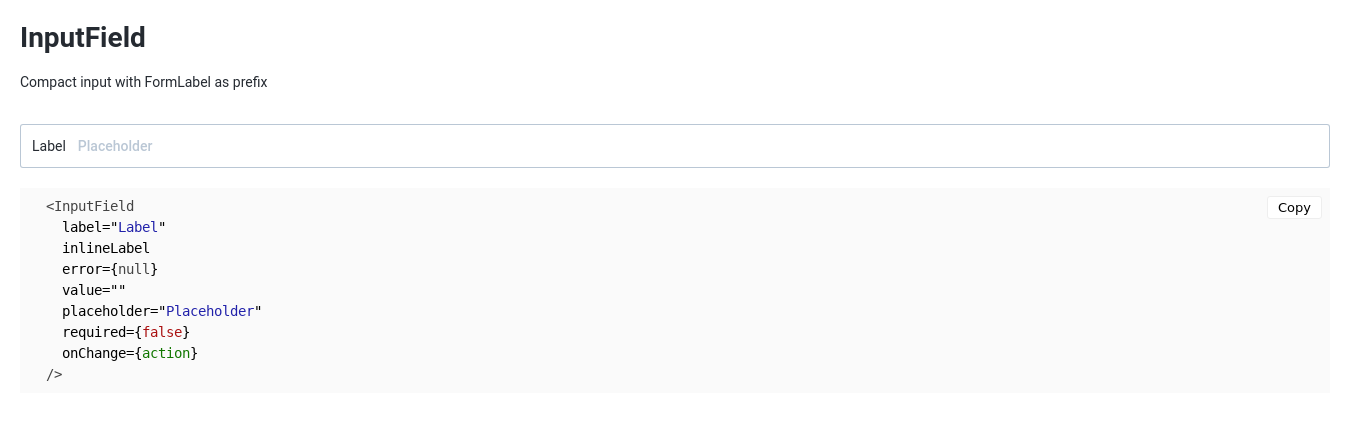 InputField
Compact input with FormLabel as prefix
Label Placeholder
<InputField
Copy
label="Label"
inlineLabel
error={null}
value=""
placeholder="Placeholder"
required={false}
onChange={action}
/>